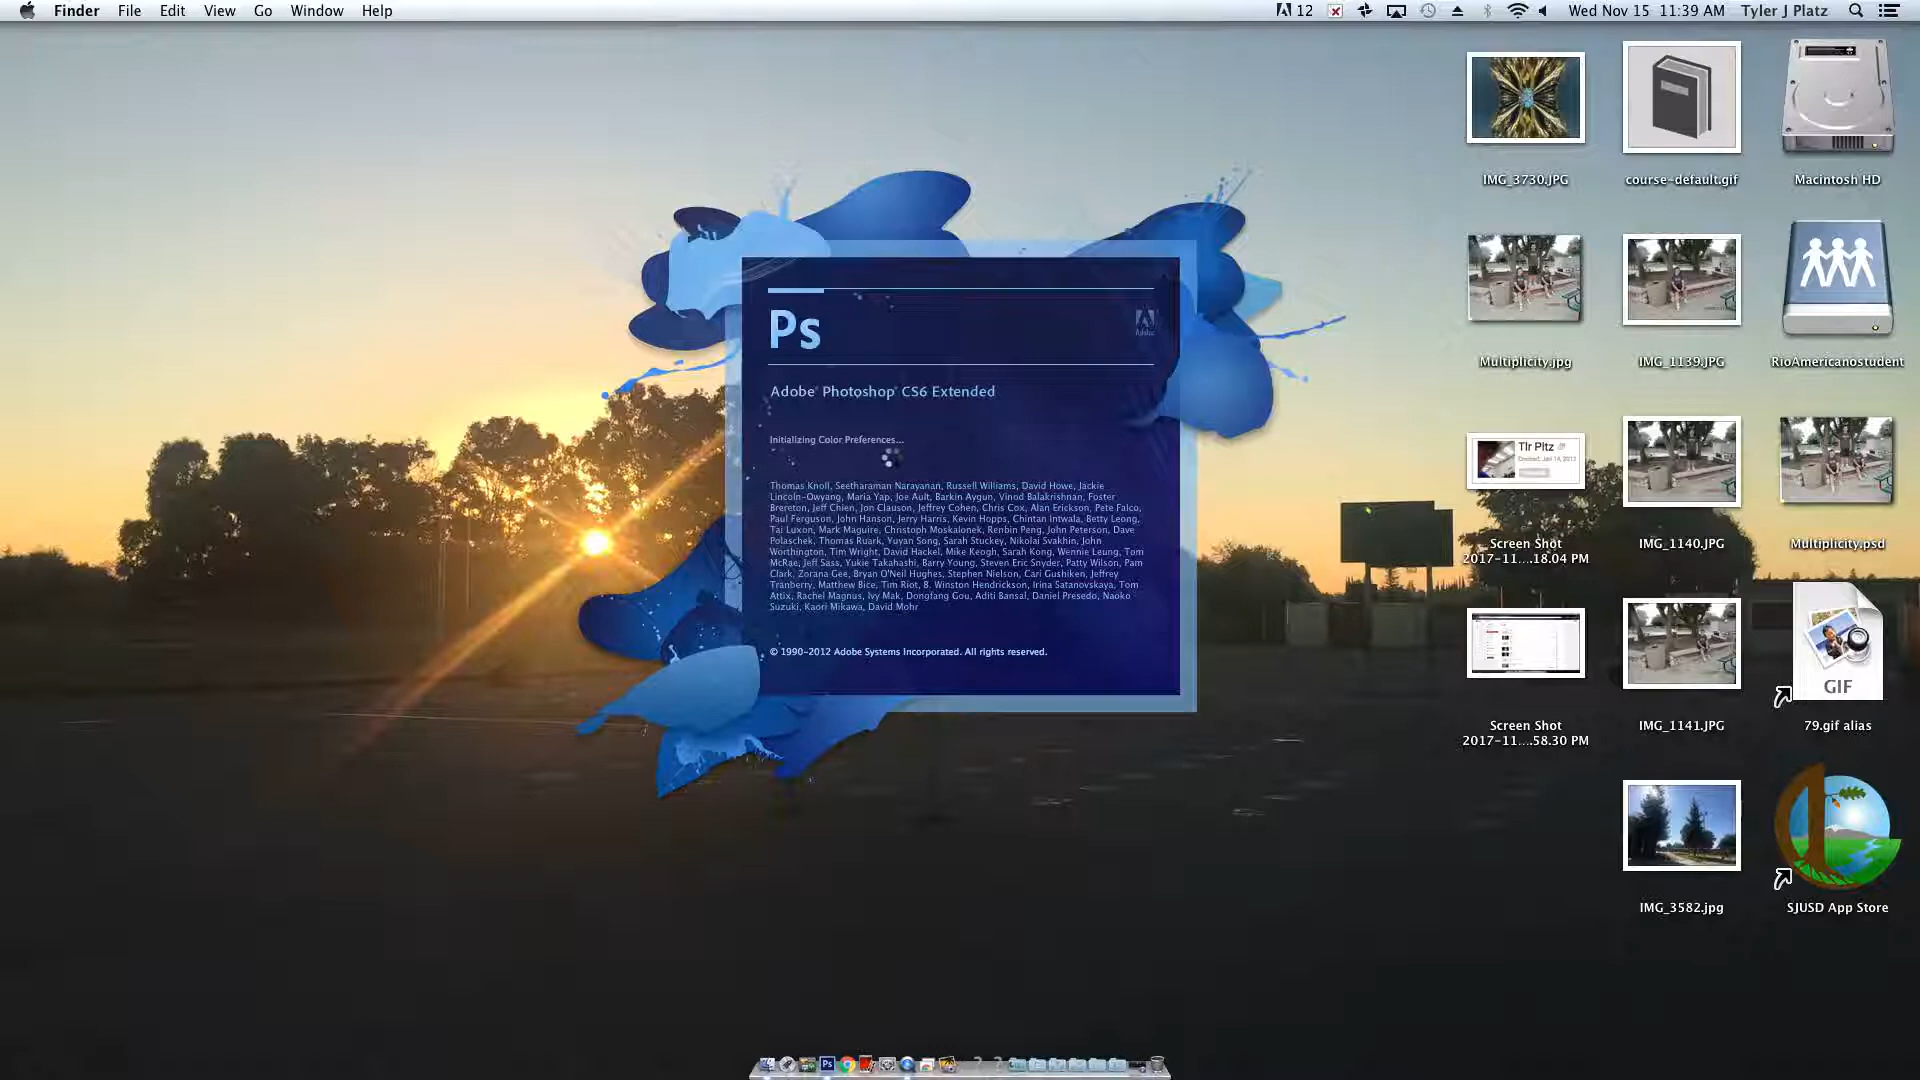 Finder File Edit View Go Window Help
12 Wed Nov 15 11:39 AM Tyler J Platz
IMG_3730.JPG
course-default.gif
Macintosh HD
Multiplicity.jpg
IMG_1139.JPG
RioAmericanostudent
Ps
Adobe
Adobe® Photoshop® CS6 Extended
Initializing Color Preferences...
Thomas Knoll, Seetharaman Narayanan, Russell Williams, David Howe, Jackie
Lincoln-Owyang, Maria Yap, Joe Ault, Barkin Aygun, Vinod Balakrishnan, Foster
Brereton, Jeff Chien, Jon Clauson, Jeffrey Cohen, Chris Cox, Alan Erickson, Pete Falco,
Paul Ferguson, John Hanson, Jerry Harris, Kevin Hopps, Chintan Intwala, Betty Leong,
Tai Luxon, Mark Maguire, Christoph Moskalonek, Renbin Peng, John Peterson, Dave
Polaschek, Thomas Ruark, Yuyan Song, Sarah Stuckey, Nikolai Svakhin, John
Worthington, Tim Wright, David Hackel, Mike Keogh, Sarah Kong, Wennie Leung, Tom
McRae, Jeff Sass, Yukie Takahashi, Barry Young, Steven Eric Snyder, Patty Wilson, Pam
Clark, Zorana Gee, Bryan O'Neil Hughes, Stephen Nielson, Cari Gushiken, Jeffrey
Tranberry, Matthew Bice, Tim Riot, B. Winston Hendrickson, Irina Satanovskaya, Tom
Attix, Rachel Magnus, Ivy Mak, Dongfang Gou, Aditi Bansal, Daniel Presedo, Naoko
Suzuki, Kaori Mikawa, David Mohr
© 1990-2012 Adobe Systems Incorporated. All rights reserved.
Tlr Pltz
Screen Shot
2017-11....18.04 PM
IMG_1140.JPG
Multiplicity.psd
Screen Shot
2017-11....58.30 PM
IMG_1141.JPG
GIF
79.gif alias
IMG_3582.jpg
SJUSD App Store
Ps